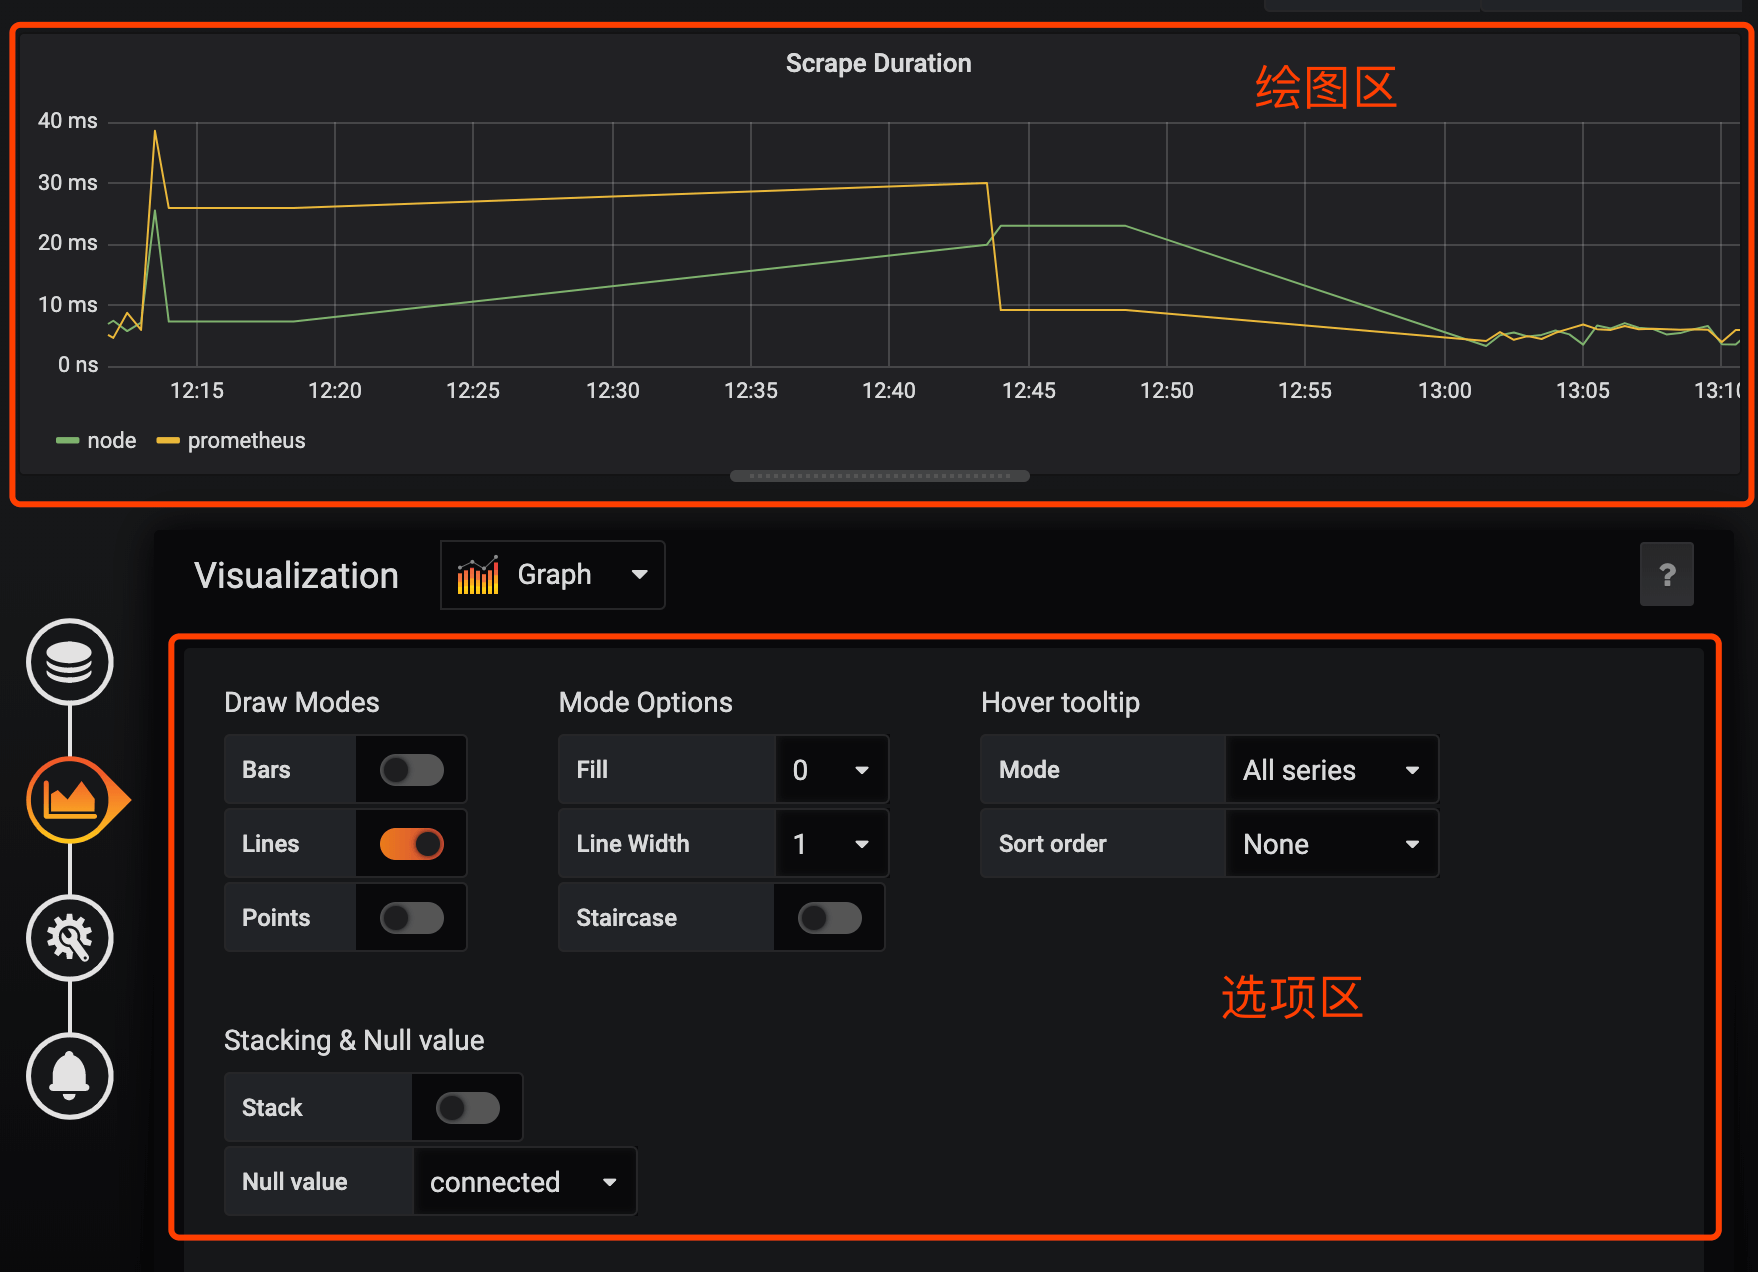 Scrape Duration
绘图区
40 ms
30 ms
20 ms
10 ms
0 ns
12:15 12:20 12:25 12:30 12:35 12:40 12:45 12:50 12:55 13:00 13:05 13:10
node prometheus
Visualization Graph ?
Draw Modes Mode Options Hover tooltip
Bars Fill 0 Mode All series
Lines Line Width 1 Sort order None
Points Staircase
选项区
Stacking & Null value
Stack
Null value connected